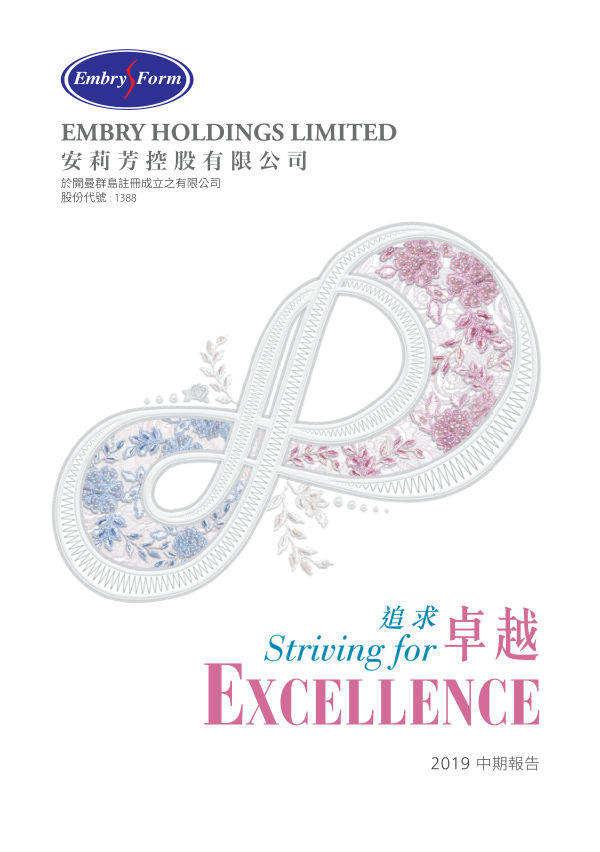 Embry Form
EMBRY HOLDINGS LIMITED
安莉芳控股有限公司
於開曼群島註冊成立之有限公司
股份代號 : 1388
追求卓越
Striving for
EXCELLENCE
2019 中期報告